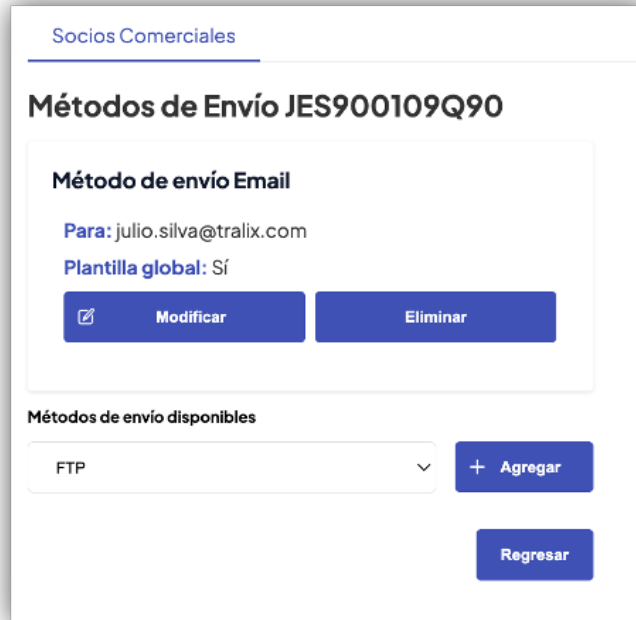 Socios Comerciales
Métodos de Envío JES900109Q90
Método de envío Email
Para: julio.silva@tralix.com
Plantilla global: Sí
Modificar
Eliminar
Métodos de envío disponibles
FTP
+ Agregar
Regresar